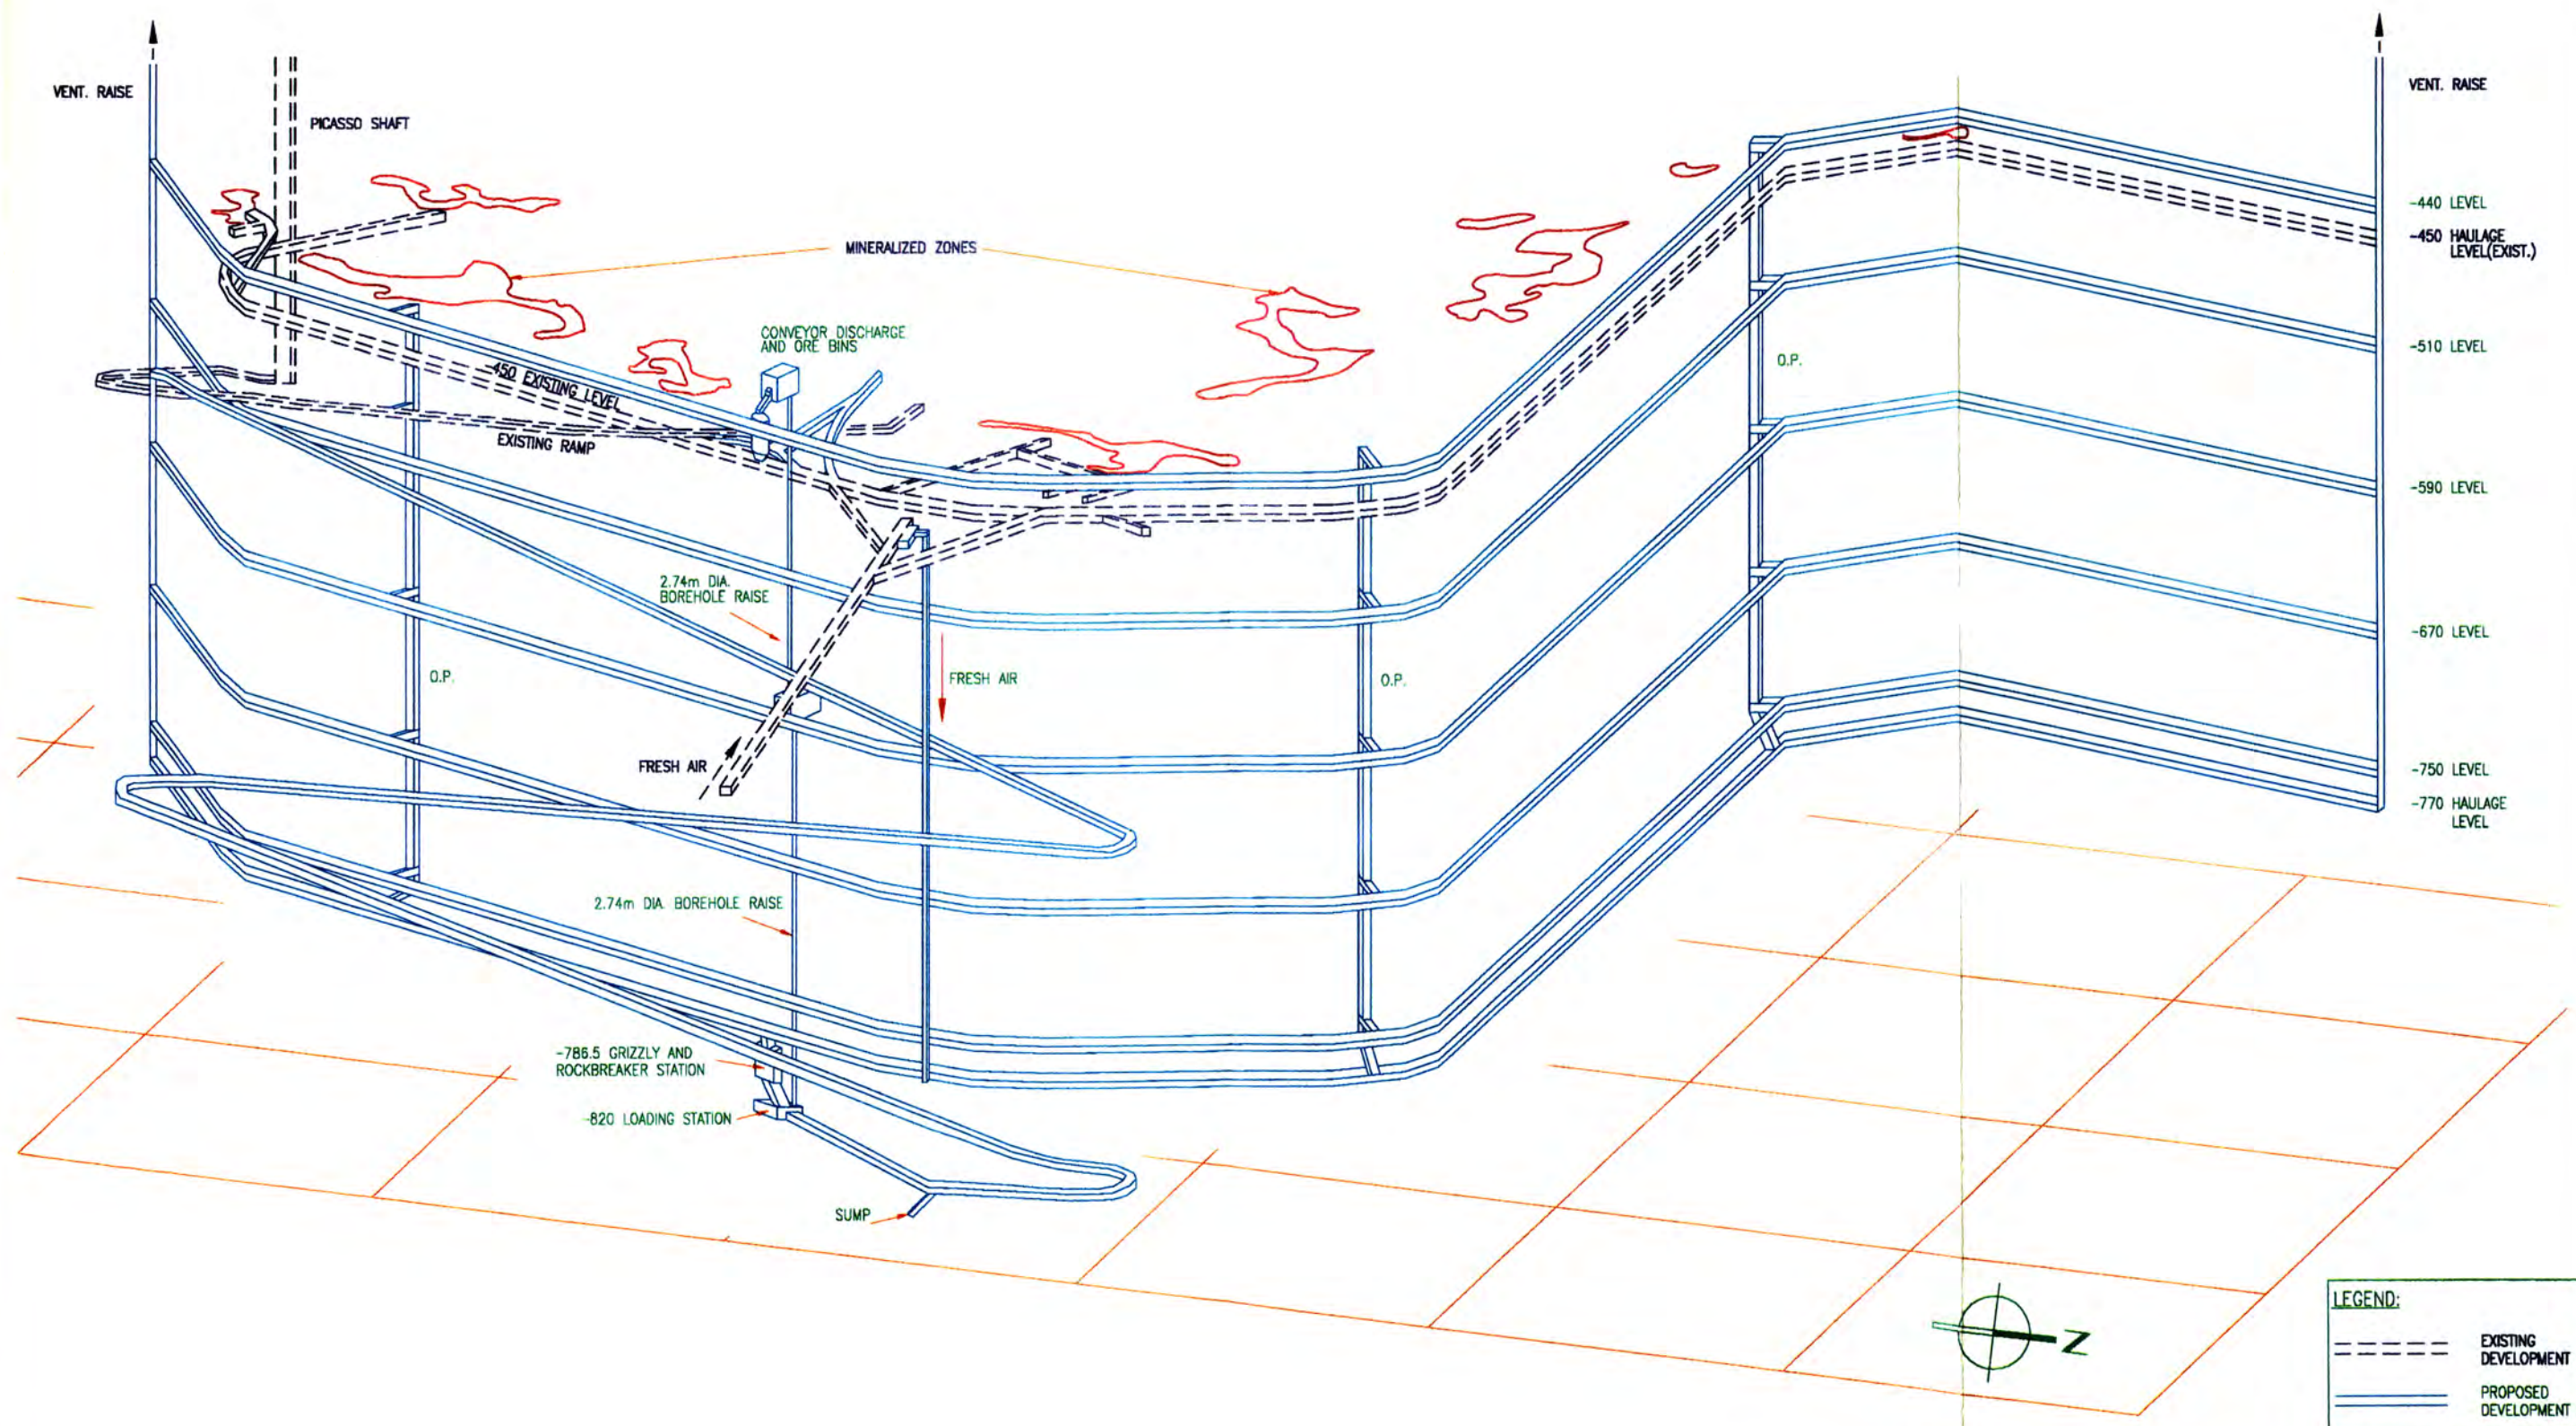 VENT. RAISE
PICASSO SHAFT
VENT. RAISE
MINERALIZED ZONES
-440 LEVEL
-450 HAULAGE
LEVEL(EXIST.)
CONVEYOR DISCHARGE
AND ORE BINS
-510 LEVEL
O.P.
-450 EXISTING LEVEL
EXISTING RAMP
-590 LEVEL
2.74m DIA.
BOREHOLE RAISE
-670 LEVEL
O.P.
FRESH AIR
O.P.
FRESH AIR
-750 LEVEL
-770 HAULAGE
LEVEL
2.74m DIA. BOREHOLE RAISE
-786.5 GRIZZLY AND
ROCKBREAKER STATION
-820 LOADING STATION
SUMP
N
LEGEND:
EXISTING
DEVELOPMENT
PROPOSED
DEVELOPMENT